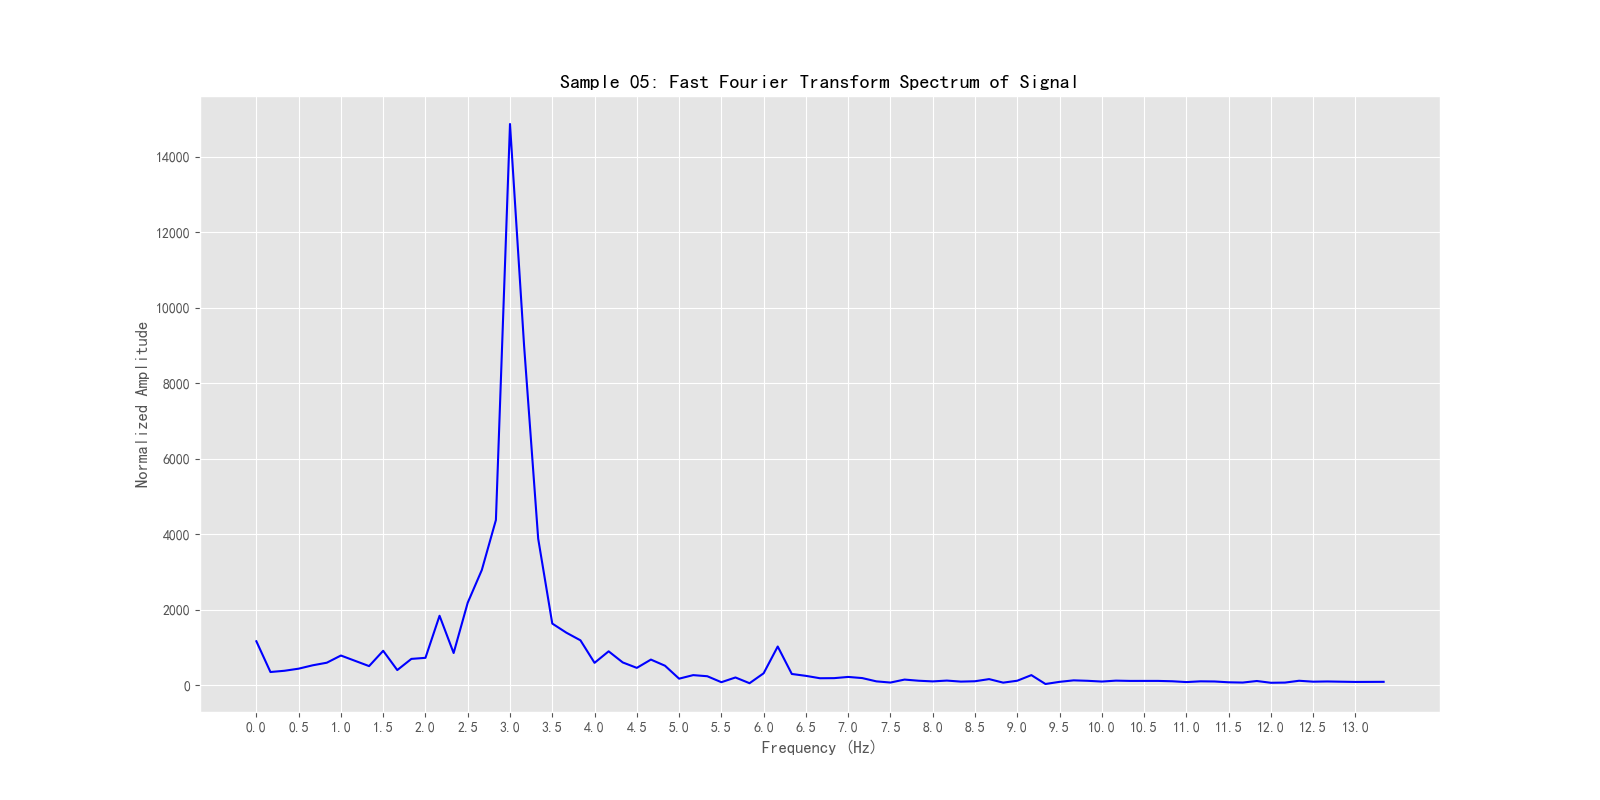 Sample 05: Fast Fourier Transform Spectrum of Signal
Normalized Amplitude
14000
12000
10000
8000
6000
4000
2000
0
0.0 0.5 1.0 1.5 2.0 2.5 3.0 3.5 4.0 4.5 5.0 5.5 6.0 6.5 7.0 7.5 8.0 8.5 9.0 9.5 10.0 10.5 11.0 11.5 12.0 12.5 13.0
Frequency (Hz)